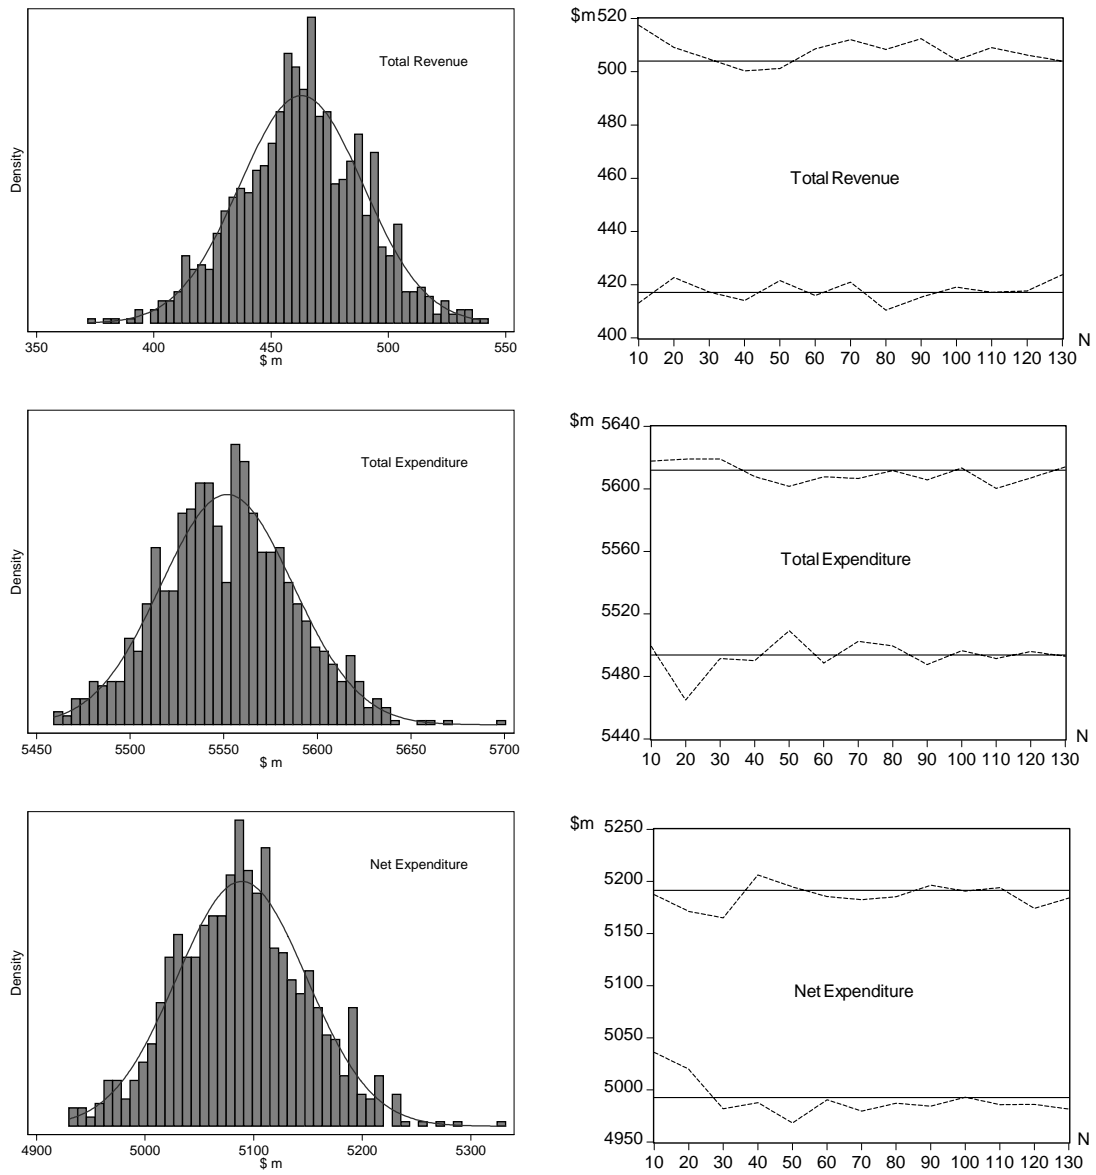 Total Revenue
Density
350 400 450 500 550
$ m
$m
520
500
480
460
440
420
400
Total Revenue
10 20 30 40 50 60 70 80 90 100 110 120 130
N
Total Expenditure
Density
5450 5500 5550 5600 5650 5700
$ m
$m
5640
5600
5560
5520
5480
5440
Total Expenditure
10 20 30 40 50 60 70 80 90 100 110 120 130
N
Net Expenditure
Density
4900 5000 5100 5200 5300
$ m
$m
5250
5200
5150
5100
5050
5000
4950
Net Expenditure
10 20 30 40 50 60 70 80 90 100 110 120 130
N